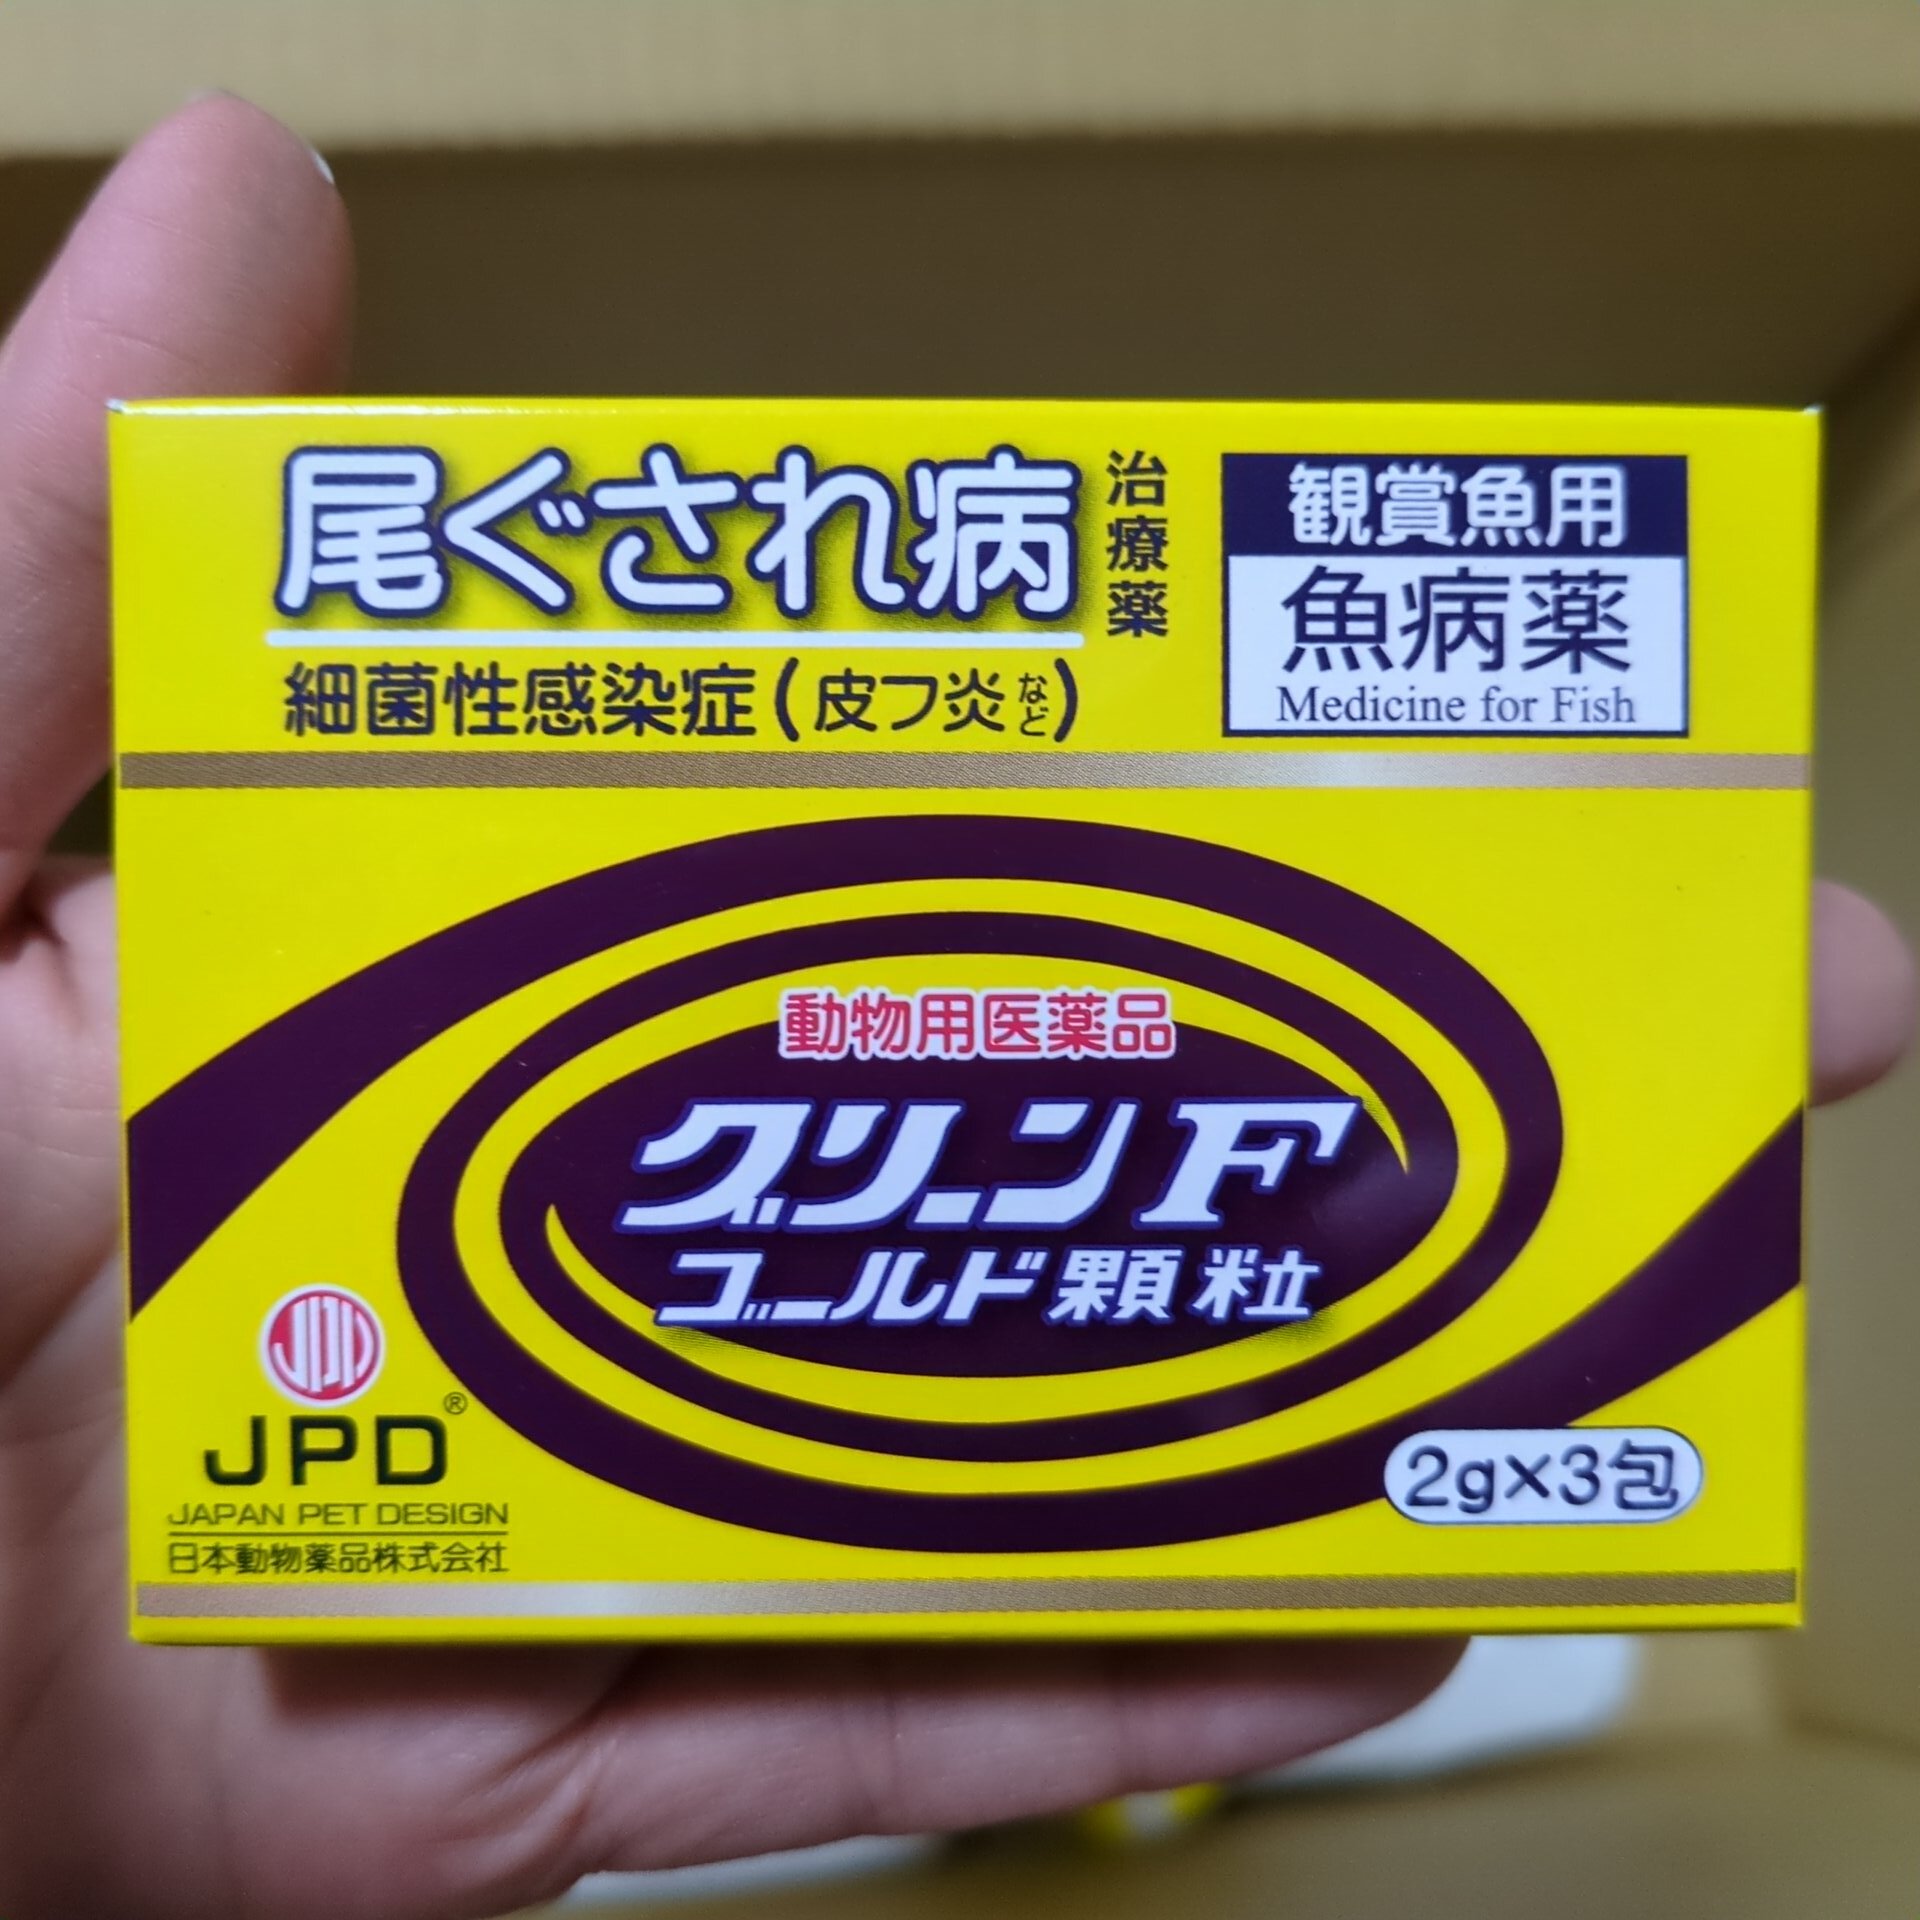 尾ぐされ病
治療薬
細菌性感染症(皮フ炎など)
観賞魚用
魚病薬
Medicine for Fish
動物用医薬品
グリーンF
ゴールド顆粒
JPD®
JAPAN PET DESIGN
日本動物薬品株式会社
2g×3包